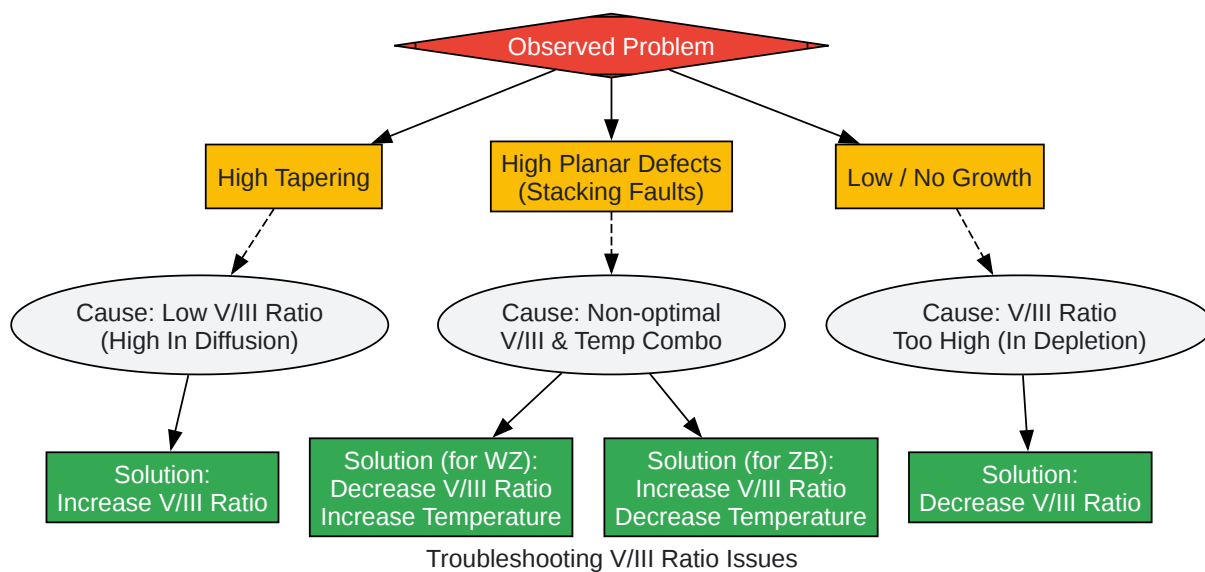 Observed Problem
High Tapering
High Planar Defects
(Stacking Faults)
Low / No Growth
Cause: Low V/III Ratio
(High In Diffusion)
Cause: Non-optimal
V/III & Temp Combo
Cause: V/III Ratio
Too High (In Depletion)
Solution:
Increase V/III Ratio
Solution (for WZ):
Decrease V/III Ratio
Increase Temperature
Solution (for ZB):
Increase V/III Ratio
Decrease Temperature
Solution:
Decrease V/III Ratio
Troubleshooting V/III Ratio Issues